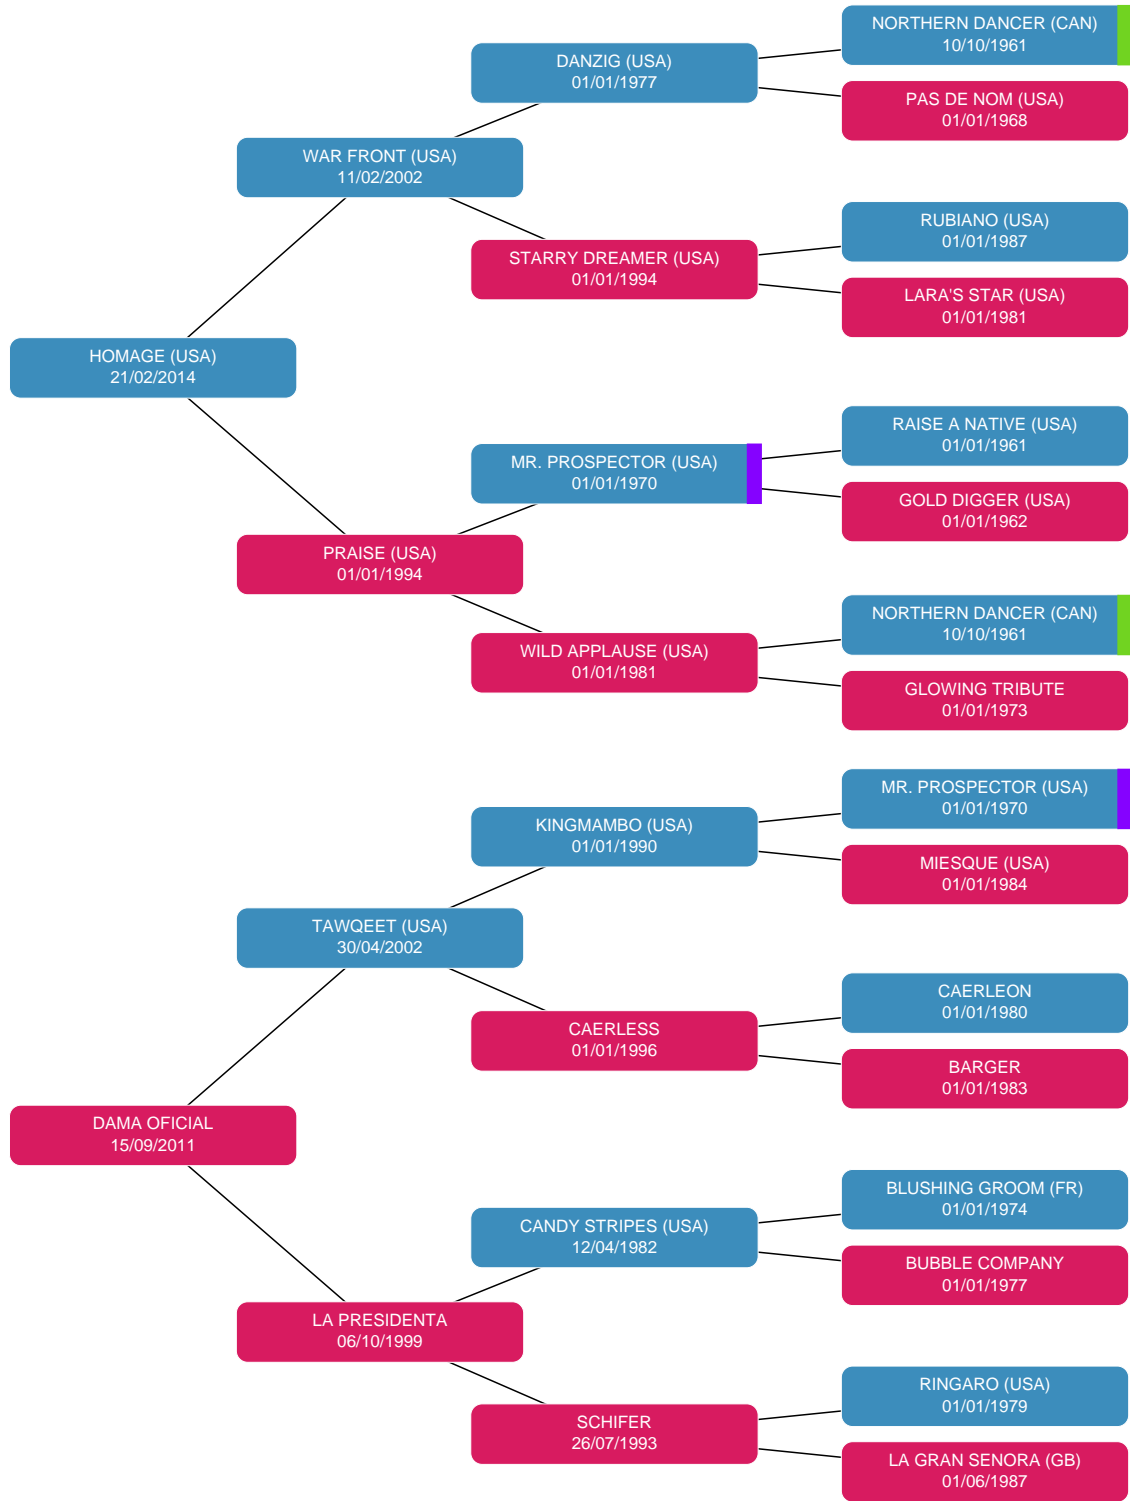 NORTHERN DANCER (CAN)
10/10/1961
DANZIG (USA)
01/01/1977
PAS DE NOM (USA)
01/01/1968
WAR FRONT (USA)
11/02/2002
RUBIANO (USA)
01/01/1987
STARRY DREAMER (USA)
01/01/1994
LARA'S STAR (USA)
01/01/1981
HOMAGE (USA)
21/02/2014
RAISE A NATIVE (USA)
01/01/1961
MR. PROSPECTOR (USA)
01/01/1970
GOLD DIGGER (USA)
01/01/1962
PRAISE (USA)
01/01/1994
NORTHERN DANCER (CAN)
10/10/1961
WILD APPLAUSE (USA)
01/01/1981
GLOWING TRIBUTE
01/01/1973
MR. PROSPECTOR (USA)
01/01/1970
KINGMAMBO (USA)
01/01/1990
MIESQUE (USA)
01/01/1984
TAWQEET (USA)
30/04/2002
CAERLEON
01/01/1980
CAERLESS
01/01/1996
BARGER
01/01/1983
DAMA OFICIAL
15/09/2011
BLUSHING GROOM (FR)
01/01/1974
CANDY STRIPES (USA)
12/04/1982
BUBBLE COMPANY
01/01/1977
LA PRESIDENTA
06/10/1999
RINGARO (USA)
01/01/1979
SCHIFER
26/07/1993
LA GRAN SENORA (GB)
01/06/1987